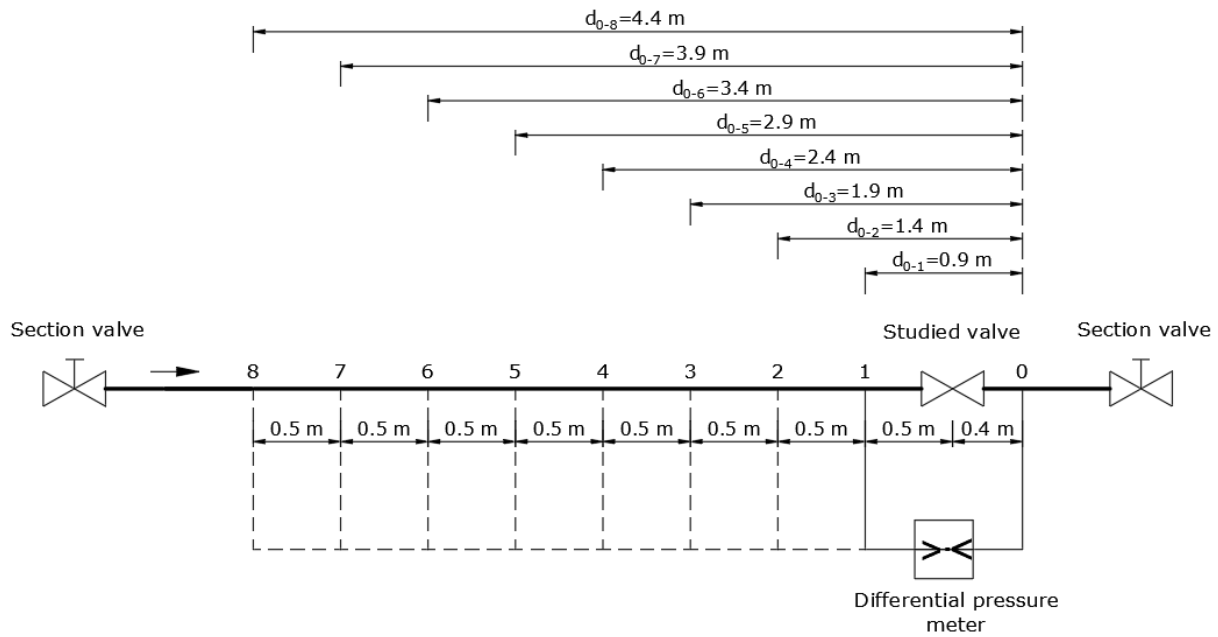 d0-8=4.4 m
d0-7=3.9 m
d0-6=3.4 m
d0-5=2.9 m
d0-4=2.4 m
d0-3=1.9 m
d0-2=1.4 m
d0-1=0.9 m
Section valve
Studied valve
Section valve
8 7 6 5 4 3 2 1 0
0.5 m 0.5 m 0.5 m 0.5 m 0.5 m 0.5 m 0.5 m 0.5 m 0.4 m
Differential pressure
meter